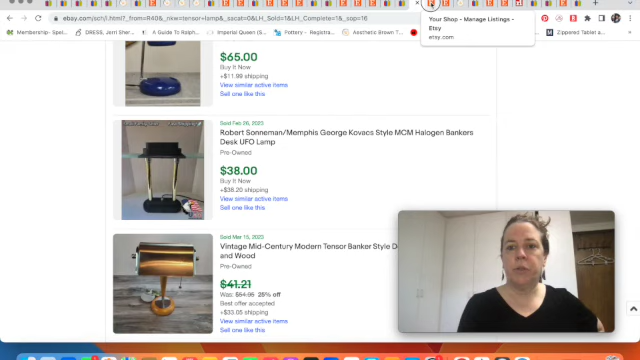 ebay.com/sch/i.html?_from=R40&_nkw=tensor+lamp&_sacat=0&LH_Sold=1&LH_Complete=1&_sop=16
Your Shop - Manage Listings -
Etsy
etsy.com
Membership - Spel...
DRESS, Jerri Sher...
A Guide To Ralph...
Imperial Queen (S...
Postcard
Aesthetic Brown T...
Zippered Tablet a...
$65.00
Buy It Now
+$11.99 shipping
View similar active items
Sell one like this
Sold Feb 26, 2023
Robert Sonneman/Memphis George Kovacs Style MCM Halogen Bankers
Desk UFO Lamp
Pre-Owned
$38.00
Buy It Now
+$38.20 shipping
View similar active items
Sell one like this
Sold Mar 15, 2023
Vintage Mid-Century Modern Tensor Banker Style D
and Wood
Pre-Owned
$41.21
Was: $54.95 25% off
Best offer accepted
+$33.05 shipping
View similar active items
Sell one like this